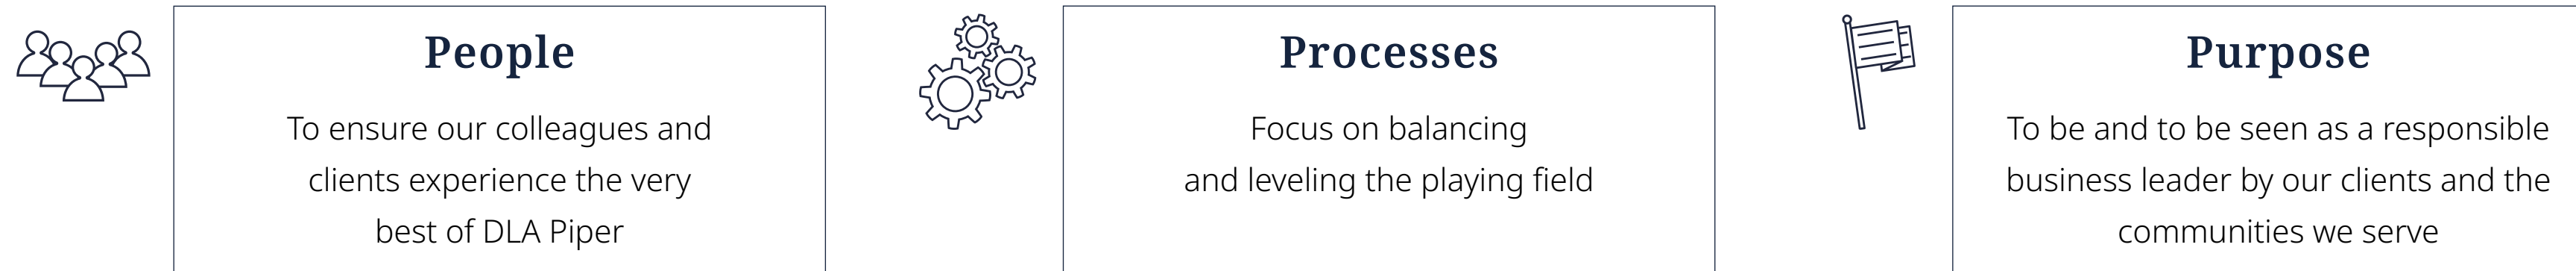 People
To ensure our colleagues and
clients experience the very
best of DLA Piper
Processes
Focus on balancing
and leveling the playing field
Purpose
To be and to be seen as a responsible
business leader by our clients and the
communities we serve